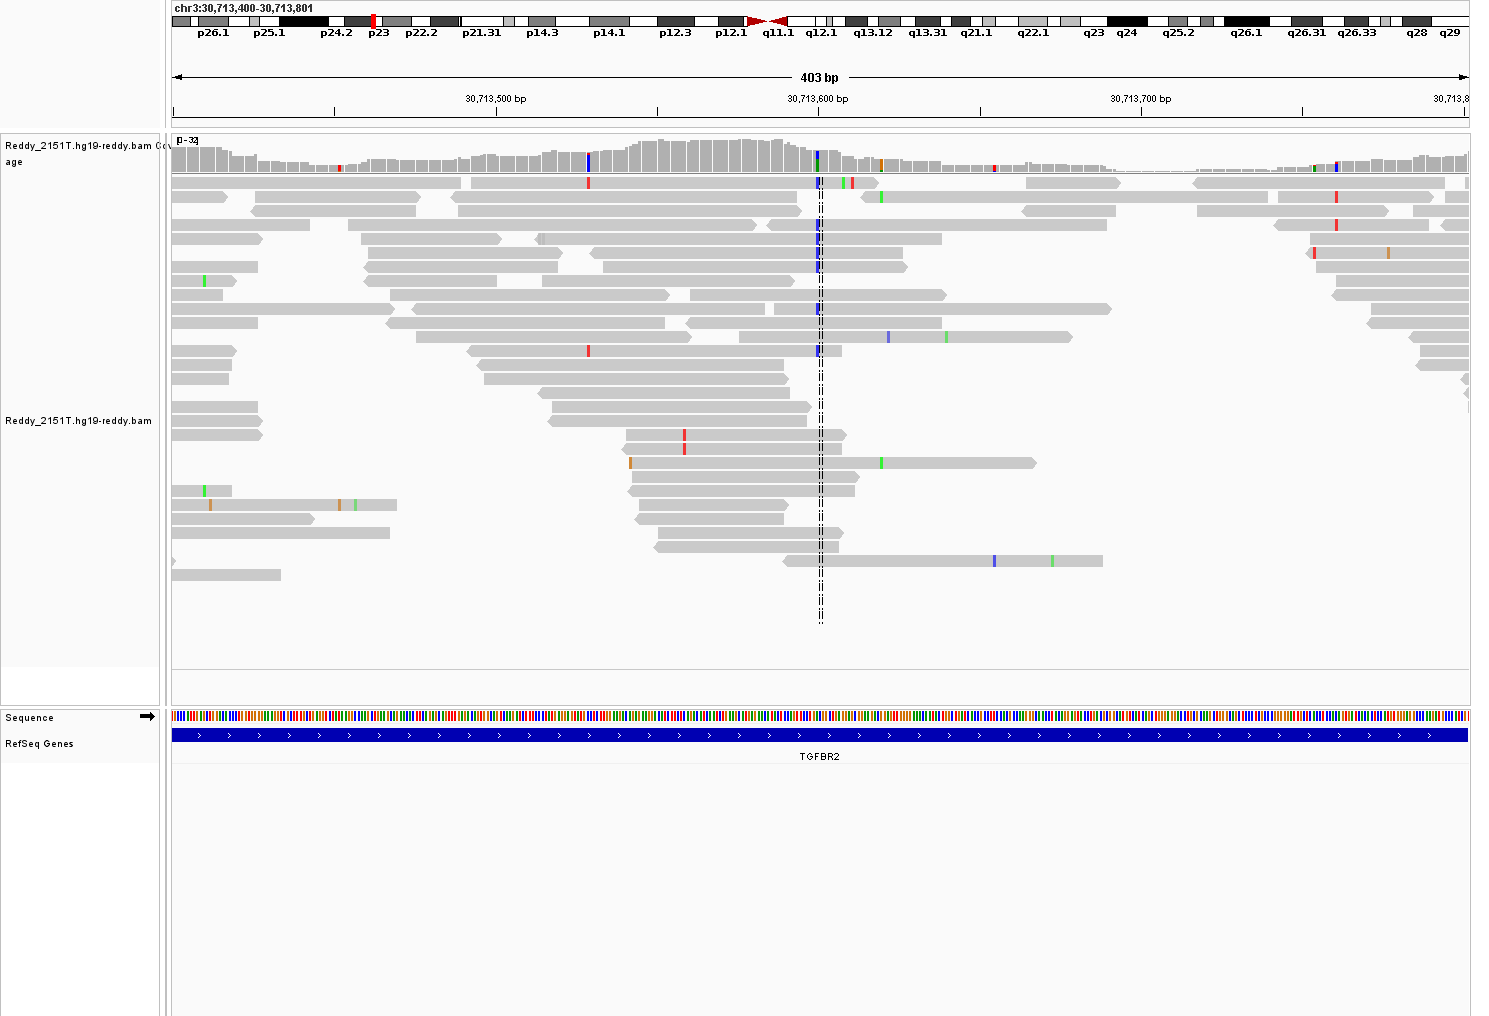 chr3:30,713,400-30,713,801
p26.1 p25.1 p24.2 p23 p22.2 p21.31 p14.3 p14.1 p12.3 p12.1 q11.1 q12.1 q13.12 q13.31 q21.1 q22.1 q23 q24 q25.2 q26.1 q26.31 q26.33 q28 q29
403 bp
30,713,500 bp 30,713,600 bp 30,713,700 bp 30,713,8
Reddy_2151T.hg19-reddy.bam Cov
age
[0-32]
Reddy_2151T.hg19-reddy.bam
Sequence
RefSeq Genes
TGFBR2